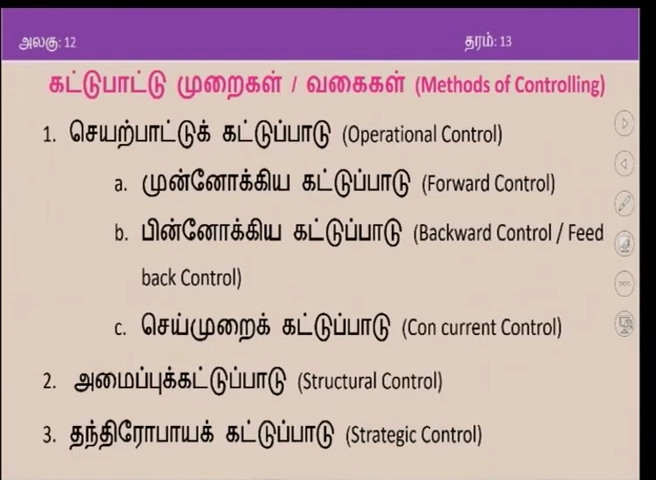 அலகு: 12 தரம்: 13
கட்டுபாட்டு முறைகள் / வகைகள் (Methods of Controlling)
1. செயற்பாட்டுக் கட்டுப்பாடு (Operational Control)
a. முன்னோக்கிய கட்டுப்பாடு (Forward Control)
b. பின்னோக்கிய கட்டுப்பாடு (Backward Control / Feed
back Control)
c. செய்முறைக் கட்டுப்பாடு (Con current Control)
2. அமைப்புக்கட்டுப்பாடு (Structural Control)
3. தந்திரோபாயக் கட்டுப்பாடு (Strategic Control)